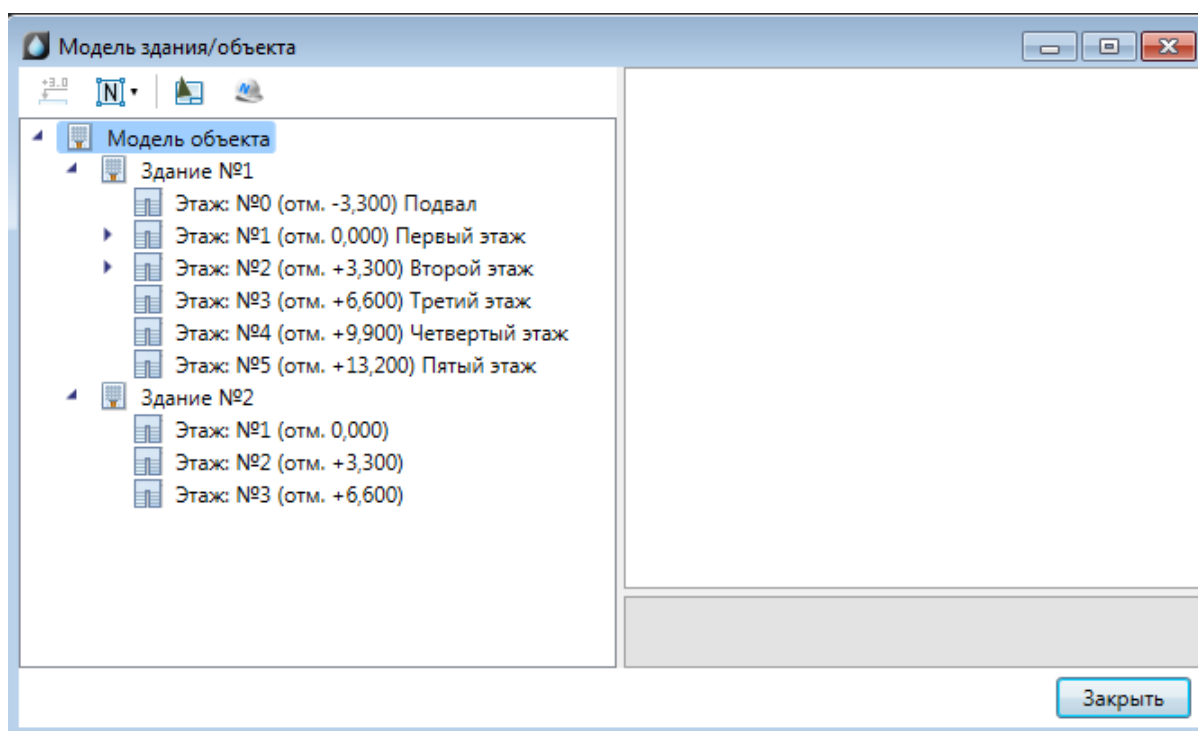 Модель здания/объекта
+3.0 N N
Модель объекта
Здание №1
Этаж: №0 (отм. -3,300) Подвал
Этаж: №1 (отм. 0,000) Первый этаж
Этаж: №2 (отм. +3,300) Второй этаж
Этаж: №3 (отм. +6,600) Третий этаж
Этаж: №4 (отм. +9,900) Четвертый этаж
Этаж: №5 (отм. +13,200) Пятый этаж
Здание №2
Этаж: №1 (отм. 0,000)
Этаж: №2 (отм. +3,300)
Этаж: №3 (отм. +6,600)
Закрыть